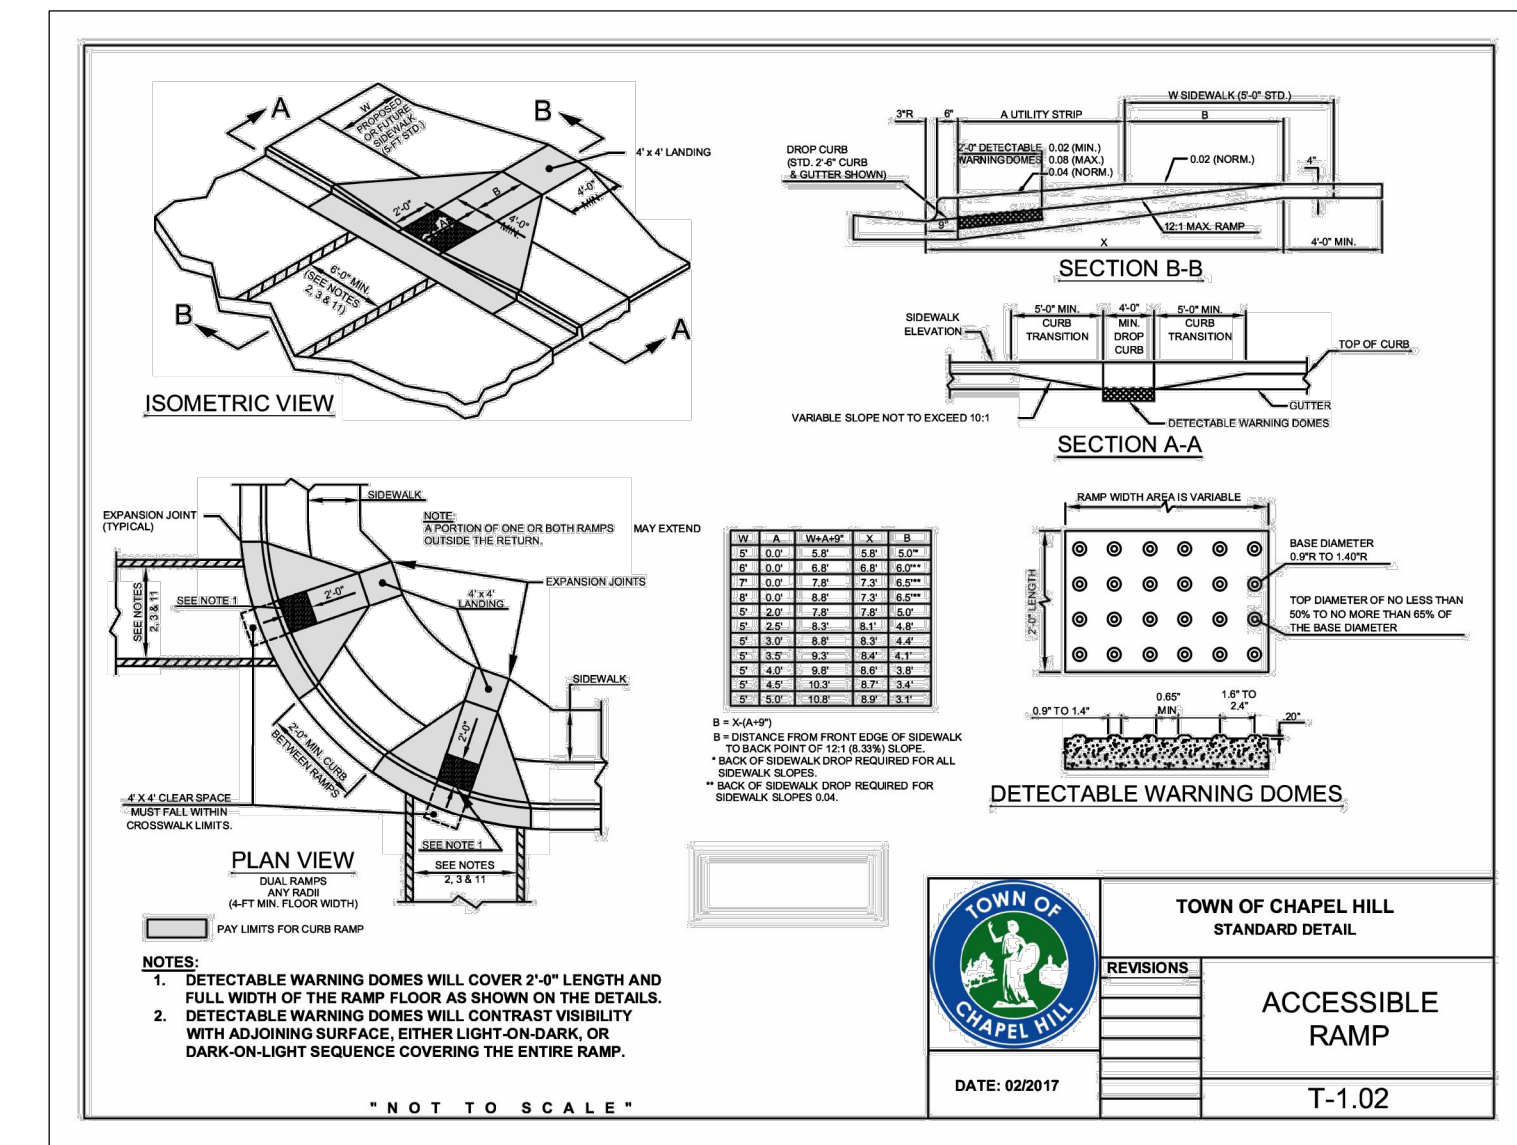 A
B
W
PROPOSED
OR FUTURE
SIDEWALK
(5-FT STD.)
4' x 4' LANDING
B
2'-0"
A
4'-0"
MIN.
4'-0"
MIN.
6'-0" MIN.
(SEE NOTES
2, 3 & 11)
B
A
ISOMETRIC VIEW
W SIDEWALK (5'-0" STD.)
3"R
6"
A UTILITY STRIP
B
DROP CURB
(STD. 2'-6" CURB
& GUTTER SHOWN)
2'-0" DETECTABLE
WARNING DOMES
0.02 (MIN.)
0.08 (MAX.)
0.04 (NORM.)
0.02 (NORM.)
4"
9"
12:1 MAX. RAMP
X
4'-0" MIN.
SECTION B-B
SIDEWALK
ELEVATION
5'-0" MIN.
CURB
TRANSITION
4'-0"
MIN.
DROP
CURB
5'-0" MIN.
CURB
TRANSITION
TOP OF CURB
VARIABLE SLOPE NOT TO EXCEED 10:1
GUTTER
DETECTABLE WARNING DOMES
SECTION A-A
SIDEWALK
EXPANSION JOINT
(TYPICAL)
NOTE:
A PORTION OF ONE OR BOTH RAMPS MAY EXTEND
OUTSIDE THE RETURN.
EXPANSION JOINTS
SEE NOTE 1
2'-0"
4' x 4'
LANDING
SEE NOTES
2, 3 & 11
SIDEWALK
2'-0"
2'-0" MIN. CURB
BETWEEN RAMPS
4' X 4' CLEAR SPACE
MUST FALL WITHIN
CROSSWALK LIMITS.
SEE NOTE 1
SEE NOTES
2, 3 & 11
PLAN VIEW
DUAL RAMPS
ANY RADII
(4-FT MIN. FLOOR WIDTH)
PAY LIMITS FOR CURB RAMP
W A W+A+9" X B
5' 0.0' 5.8' 5.8' 5.0'*
6' 0.0' 6.8' 6.8' 6.0'**
7' 0.0' 7.8' 7.3' 6.5'**
8' 0.0' 8.8' 7.3' 6.5'**
5' 2.0' 7.8' 7.8' 5.0'
5' 2.5' 8.3' 8.1' 4.8'
5' 3.0' 8.8' 8.3' 4.4'
5' 3.5' 9.3' 8.4' 4.1'
5' 4.0' 9.8' 8.6' 3.8'
5' 4.5' 10.3' 8.7' 3.4'
5' 5.0' 10.8' 8.9' 3.1'
B = X-(A+9")
B = DISTANCE FROM FRONT EDGE OF SIDEWALK
TO BACK POINT OF 12:1 (8.33%) SLOPE.
* BACK OF SIDEWALK DROP REQUIRED FOR ALL
SIDEWALK SLOPES.
** BACK OF SIDEWALK DROP REQUIRED FOR
SIDEWALK SLOPES 0.04.
RAMP WIDTH AREA IS VARIABLE
2'-0" LENGTH
BASE DIAMETER
0.9"R TO 1.40"R
TOP DIAMETER OF NO LESS THAN
50% TO NO MORE THAN 65% OF
THE BASE DIAMETER
0.9" TO 1.4"
0.65"
MIN
1.6" TO
2.4"
.20"
DETECTABLE WARNING DOMES
NOTES:
1. DETECTABLE WARNING DOMES WILL COVER 2'-0" LENGTH AND
FULL WIDTH OF THE RAMP FLOOR AS SHOWN ON THE DETAILS.
2. DETECTABLE WARNING DOMES WILL CONTRAST VISIBILITY
WITH ADJOINING SURFACE, EITHER LIGHT-ON-DARK, OR
DARK-ON-LIGHT SEQUENCE COVERING THE ENTIRE RAMP.
"NOT TO SCALE"
TOWN OF
CHAPEL HILL
DATE: 02/2017
TOWN OF CHAPEL HILL
STANDARD DETAIL
REVISIONS
ACCESSIBLE
RAMP
T-1.02